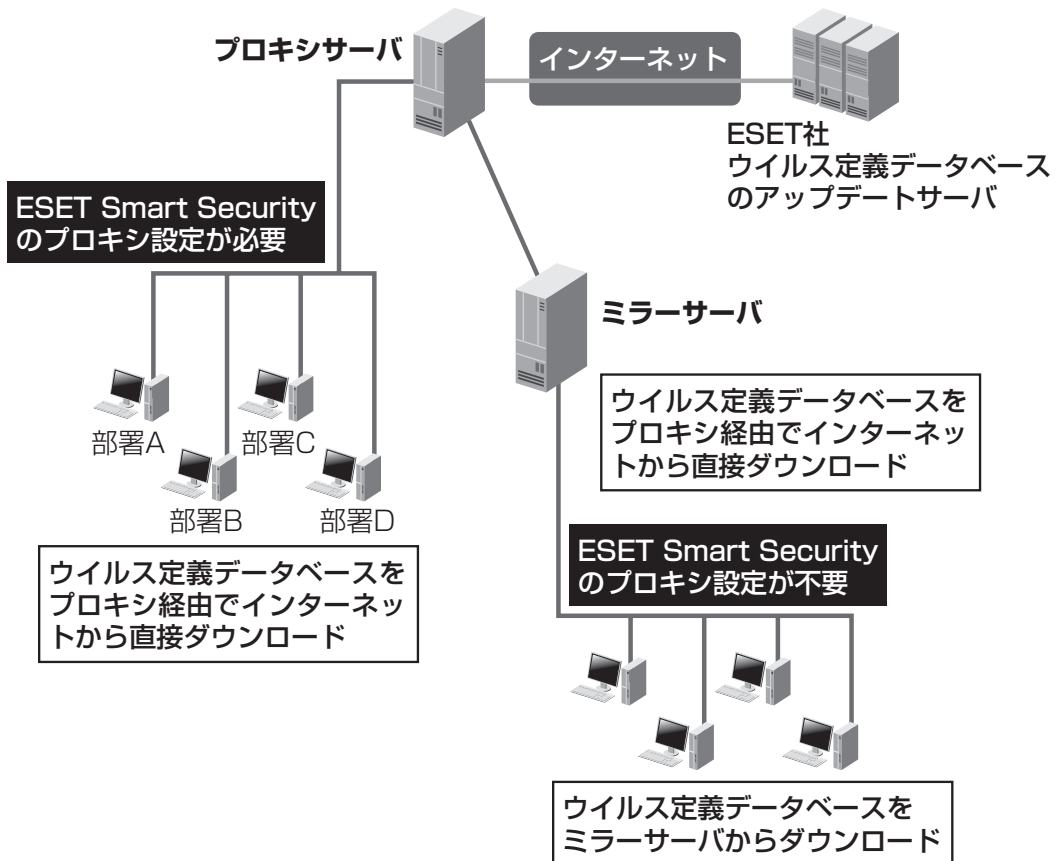 プロキシサーバ
インターネット
ESET社
ウイルス定義データベース
のアップデートサーバ
ESET Smart Security
のプロキシ設定が必要
ミラーサーバ
部署A
部署C
部署B
部署D
ウイルス定義データベースを
プロキシ経由でインターネッ
トから直接ダウンロード
ウイルス定義データベースを
プロキシ経由でインターネッ
トから直接ダウンロード
ESET Smart Security
のプロキシ設定が不要
ウイルス定義データベースを
ミラーサーバからダウンロード